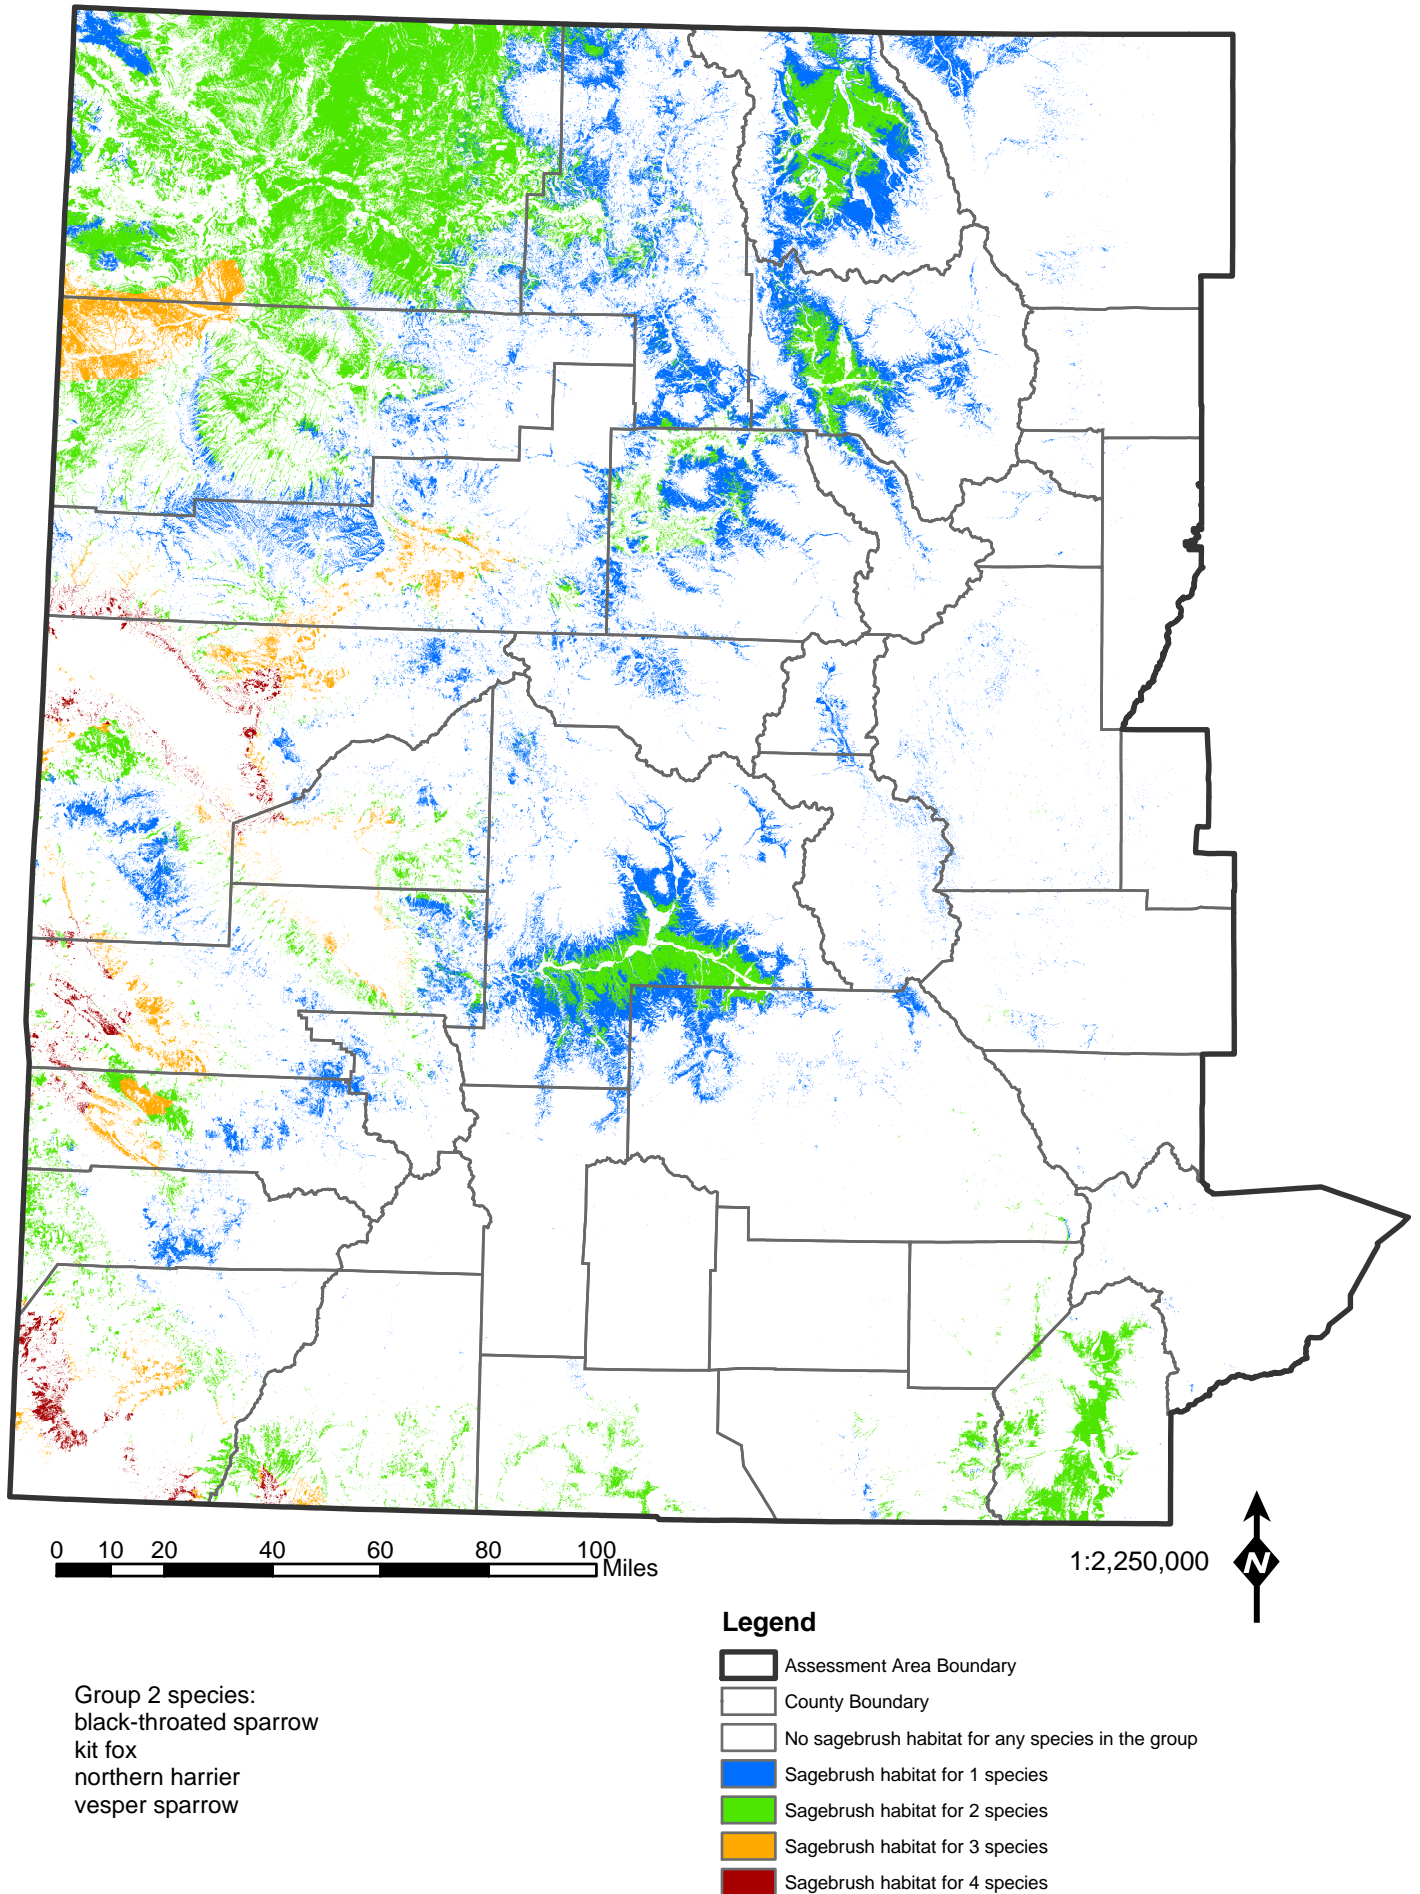 0 10 20 40 60 80 100
Miles
1:2,250,000
N
Legend
Assessment Area Boundary
County Boundary
No sagebrush habitat for any species in the group
Sagebrush habitat for 1 species
Sagebrush habitat for 2 species
Sagebrush habitat for 3 species
Sagebrush habitat for 4 species
Group 2 species:
black-throated sparrow
kit fox
northern harrier
vesper sparrow